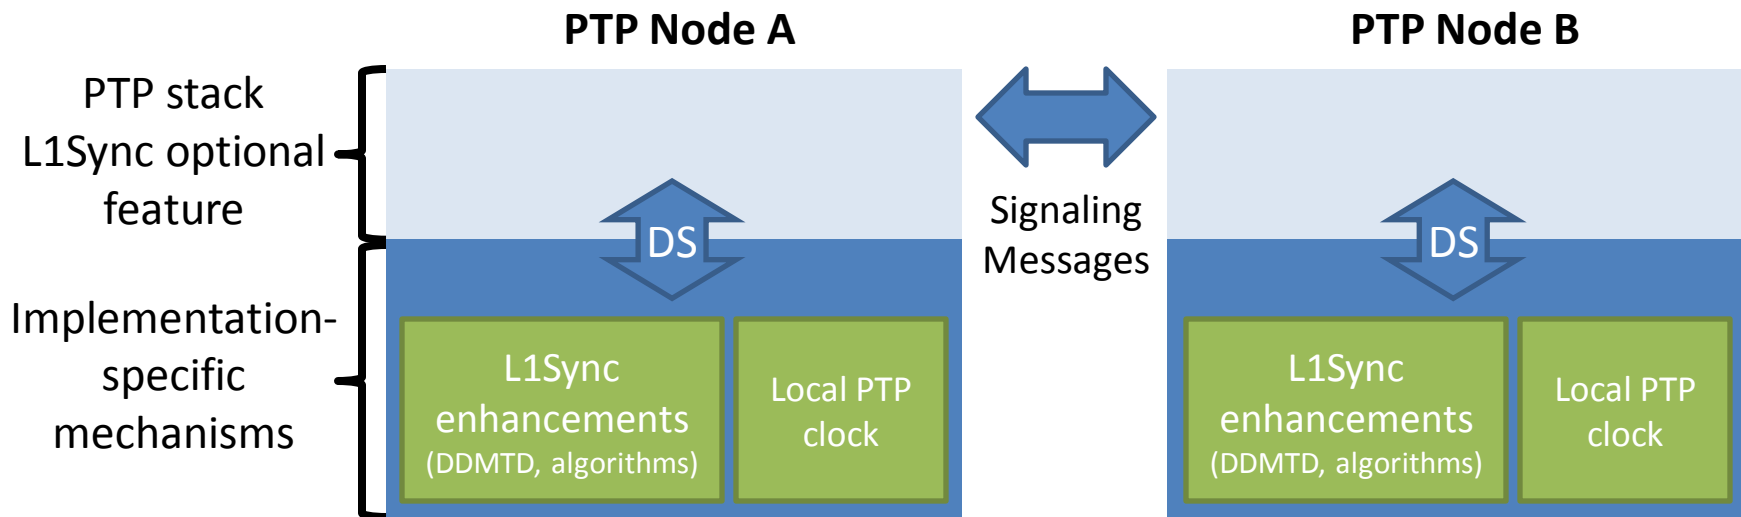 PTP Node A
PTP Node B
PTP stack
L1Sync optional
feature
DS
Signaling
Messages
DS
Implementation-
specific
mechanisms
L1Sync
enhancements
(DDMTD, algorithms)
Local PTP
clock
L1Sync
enhancements
(DDMTD, algorithms)
Local PTP
clock